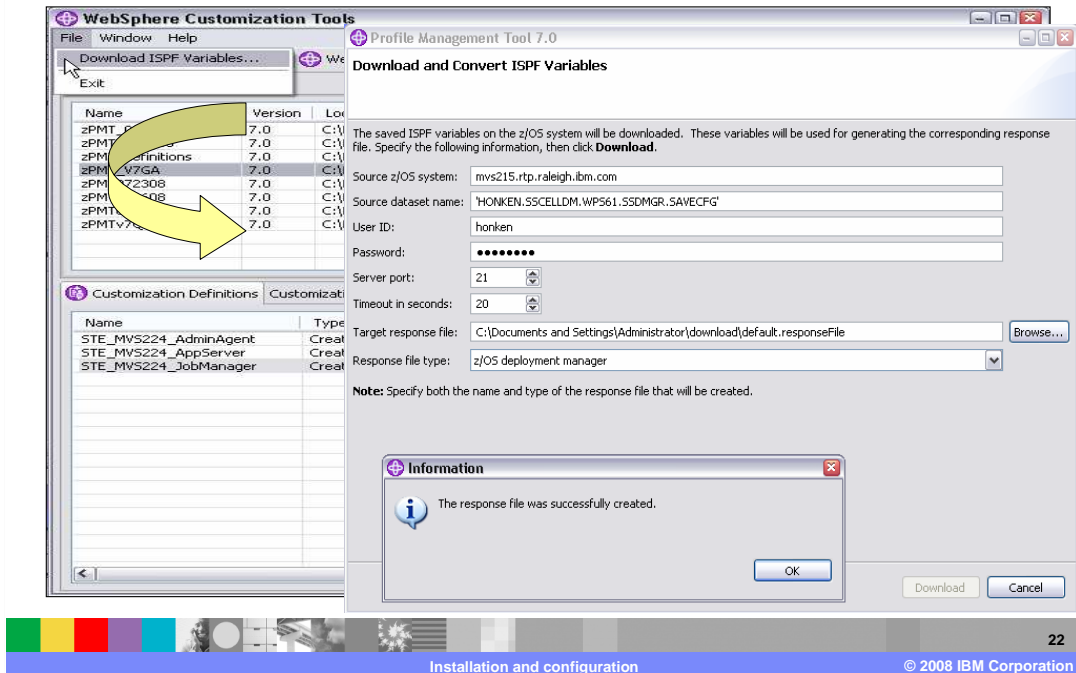 WebSphere Customization Tools
File Window Help
Download ISPF Variables...
Exit
We
Name Version Lo
zPMT_ 7.0 C:\
zPMT 7.0 C:\
zPM efinitions 7.0 C:\
zPM _V7GA 7.0 C:\
zPM 072308 7.0 C:\
zPMT 608 7.0 C:\
zPMT 7.0 C:\
zPMTv7 7.0 C:\
Customization Definitions Customizati
Name Type
STE_MVS224_AdminAgent Creat
STE_MVS224_AppServer Creat
STE_MVS224_JobManager Creat
Profile Management Tool 7.0
Download and Convert ISPF Variables
The saved ISPF variables on the z/OS system will be downloaded. These variables will be used for generating the corresponding response
file. Specify the following information, then click Download.
Source z/OS system: mvs215.rtp.raleigh.ibm.com
Source dataset name: 'HONKEN.SSCELLDM.WPS61.SSDMGR.SAVECFG'
User ID: honken
Password: ●●●●●●●●
Server port: 21
Timeout in seconds: 20
Target response file: C:\Documents and Settings\Administrator\download\default.responseFile Browse...
Response file type: z/OS deployment manager
Note: Specify both the name and type of the response file that will be created.
Information
The response file was successfully created.
OK
Download Cancel
22
Installation and configuration © 2008 IBM Corporation